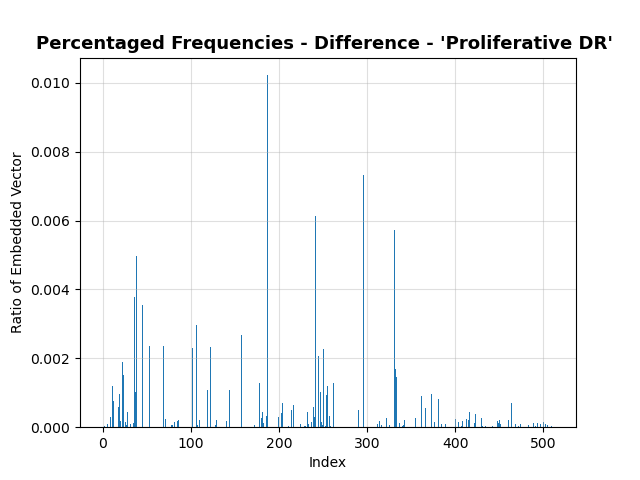 Percentaged Frequencies - Difference - 'Proliferative DR'
0.010
0.008
0.006
0.004
0.002
0.000
Ratio of Embedded Vector
0 100 200 300 400 500
Index